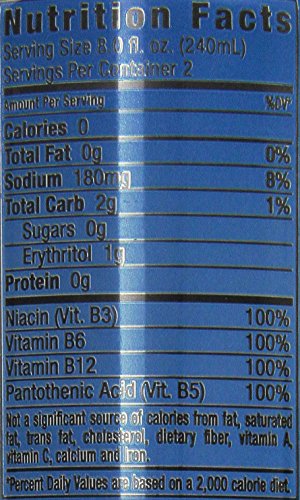 Nutrition Facts
Serving Size 8.0 fl. oz. (240mL)
Servings Per Container 2
Amount Per Serving %DV*
Calories 0
Total Fat 0g 0%
Sodium 180mg 8%
Total Carb 2g 1%
Sugars 0g
Erythritol 1g
Protein 0g
Niacin (Vit. B3) 100%
Vitamin B6 100%
Vitamin B12 100%
Pantothenic Acid (Vit. B5) 100%
Not a significant source of calories from fat, saturated
fat, trans fat, cholesterol, dietary fiber, vitamin A,
vitamin C, calcium and iron.
*Percent Daily Values are based on a 2,000 calorie diet.